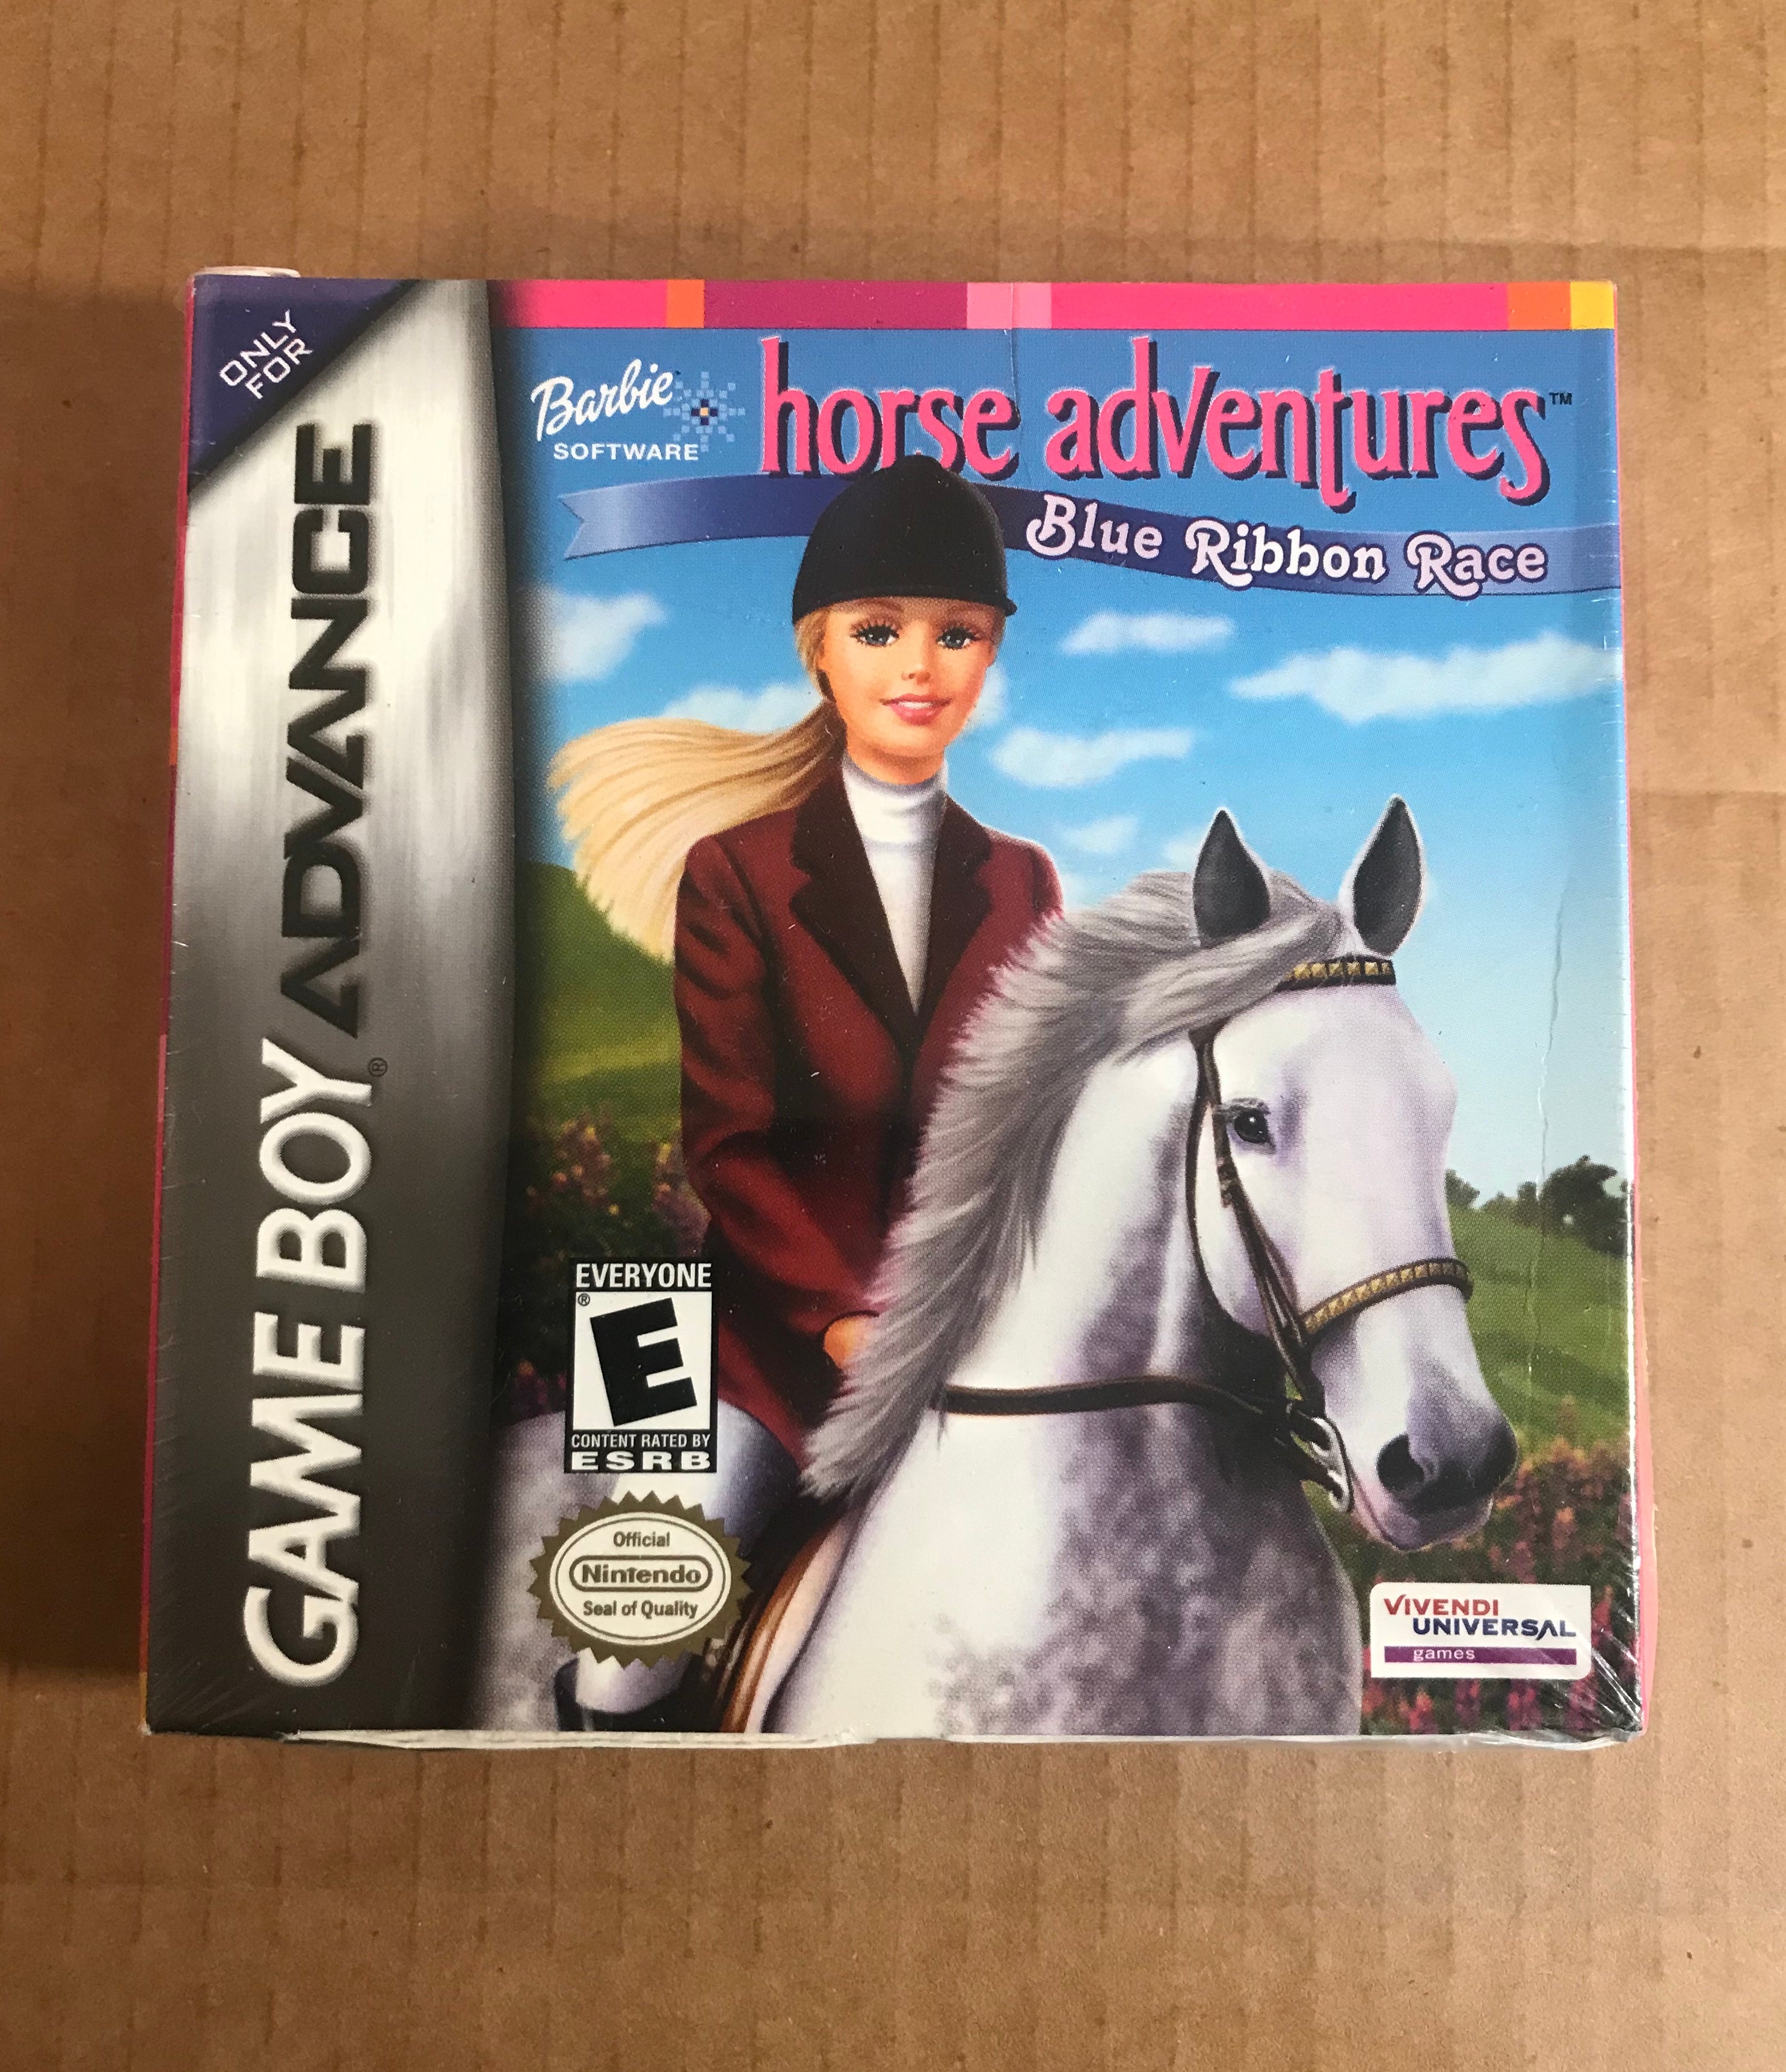 ONLY
FOR
GAME BOY ADVANCE®
Barbie
SOFTWARE
horse adventures™
Blue Ribbon Race
EVERYONE
®
E
CONTENT RATED BY
ESRB
Official
Nintendo
Seal of Quality
VIVENDI
UNIVERSAL
games